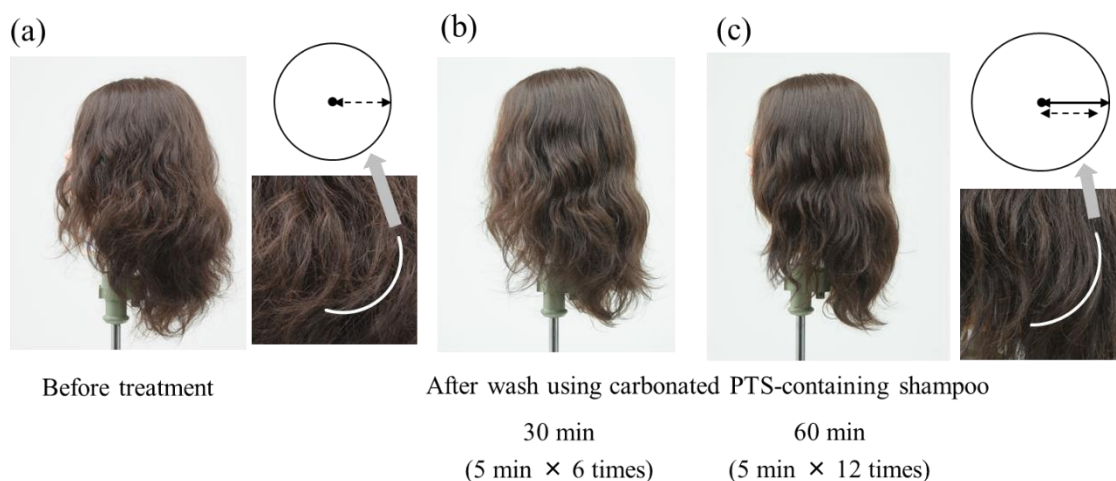 (a)
(b)
(c)
Before treatment
After wash using carbonated PTS-containing shampoo
30 min
(5 min × 6 times)
60 min
(5 min × 12 times)